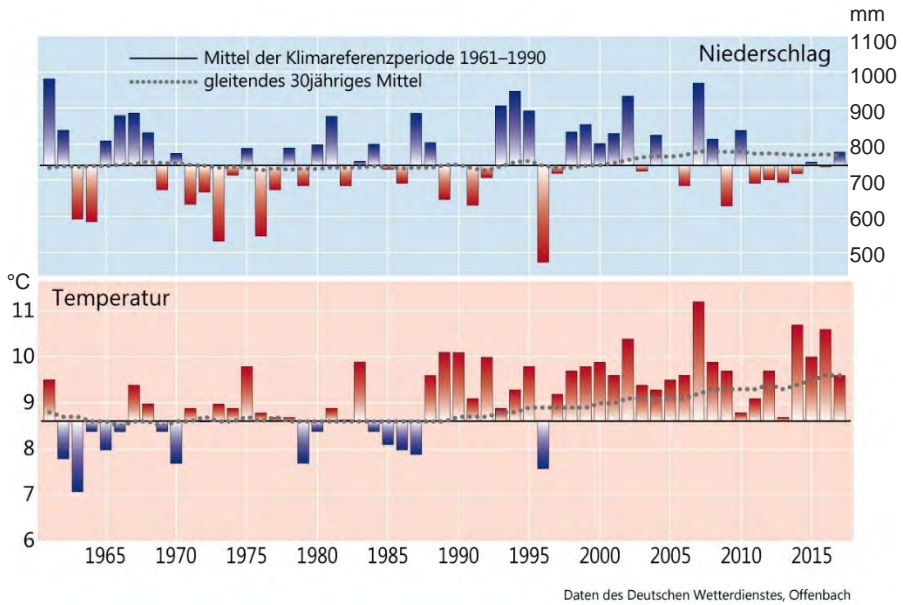 mm
1100
Mittel der Klimareferenzperiode 1961–1990
Niederschlag
gleitendes 30jähriges Mittel
1000
900
800
700
600
500
°C
Temperatur
11
10
9
8
7
6
1965 1970 1975 1980 1985 1990 1995 2000 2005 2010 2015
Daten des Deutschen Wetterdienstes, Offenbach